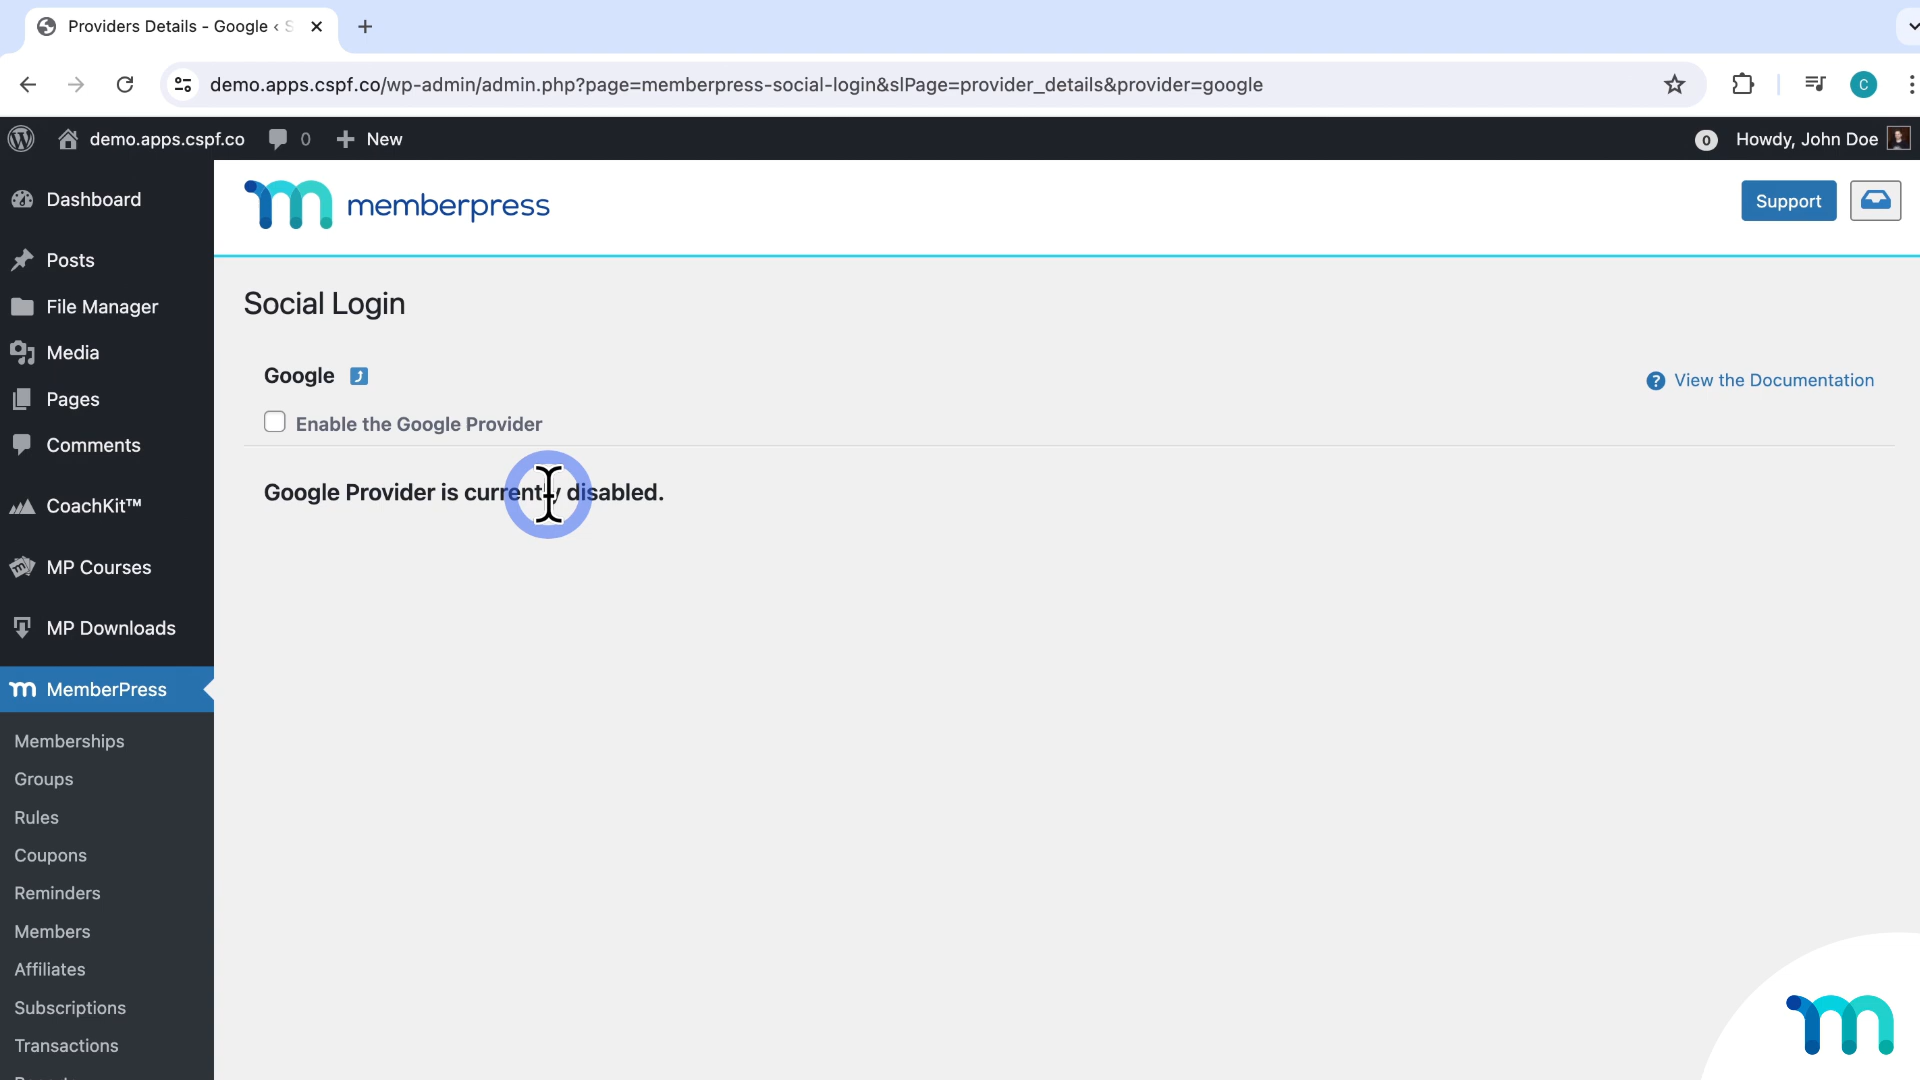 Providers Details - Google ‹ S
demo.apps.cspf.co/wp-admin/admin.php?page=memberpress-social-login&slPage=provider_details&provider=google
C
demo.apps.cspf.co 0 New
0 Howdy, John Doe
Dashboard
Posts
File Manager
Media
Pages
Comments
CoachKit™
MP Courses
MP Downloads
MemberPress
Memberships
Groups
Rules
Coupons
Reminders
Members
Affiliates
Subscriptions
Transactions
memberpress
Support
Social Login
Google
View the Documentation
Enable the Google Provider
Google Provider is currently disabled.